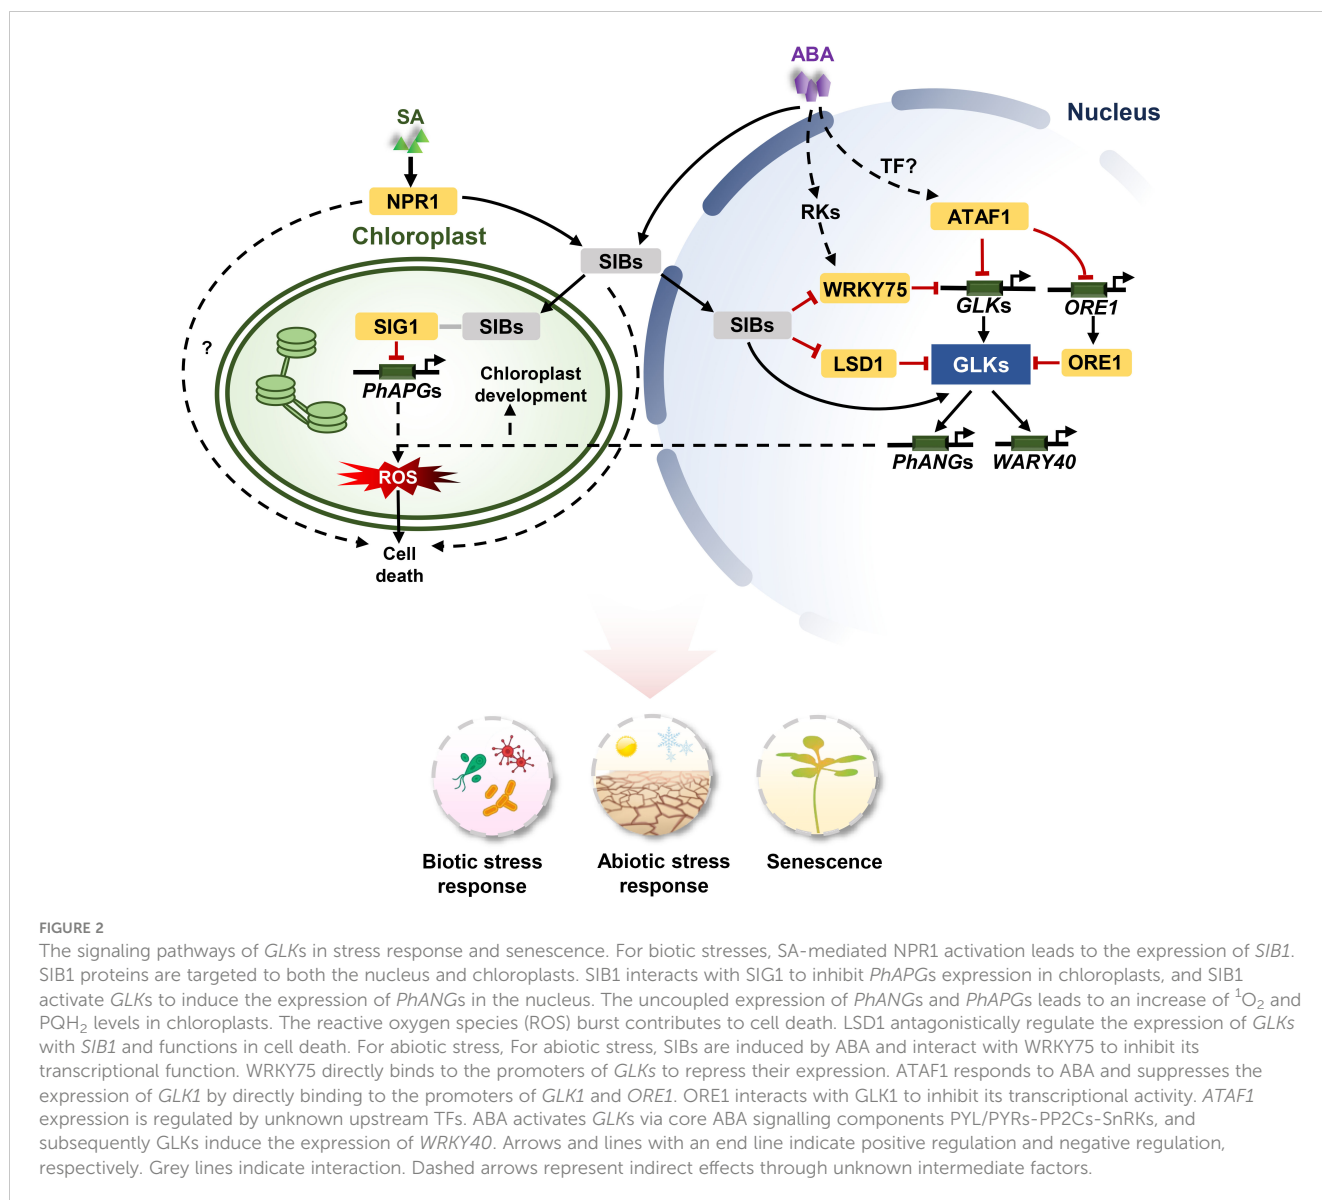 ABA
Nucleus
SA
TF?
NPR1
RKs
ATAF1
Chloroplast
SIBs
WRKY75
GLKs
ORE1
SIG1
SIBs
SIBs
?
LSD1
GLKs
ORE1
PhAPGs
Chloroplast
development
PhANGs
WARY40
ROS
Cell
death
Biotic stress
response
Abiotic stress
response
Senescence
FIGURE 2
The signaling pathways of GLKs in stress response and senescence. For biotic stresses, SA-mediated NPR1 activation leads to the expression of SIB1.
SIB1 proteins are targeted to both the nucleus and chloroplasts. SIB1 interacts with SIG1 to inhibit PhAPGs expression in chloroplasts, and SIB1
activate GLKs to induce the expression of PhANGs in the nucleus. The uncoupled expression of PhANGs and PhAPGs leads to an increase of ¹O₂ and
PQH₂ levels in chloroplasts. The reactive oxygen species (ROS) burst contributes to cell death. LSD1 antagonistically regulate the expression of GLKs
with SIB1 and functions in cell death. For abiotic stress, For abiotic stress, SIBs are induced by ABA and interact with WRKY75 to inhibit its
transcriptional function. WRKY75 directly binds to the promoters of GLKs to repress their expression. ATAF1 responds to ABA and suppresses the
expression of GLK1 by directly binding to the promoters of GLK1 and ORE1. ORE1 interacts with GLK1 to inhibit its transcriptional activity. ATAF1
expression is regulated by unknown upstream TFs. ABA activates GLKs via core ABA signalling components PYL/PYRs-PP2Cs-SnRKs, and
subsequently GLKs induce the expression of WRKY40. Arrows and lines with an end line indicate positive regulation and negative regulation,
respectively. Grey lines indicate interaction. Dashed arrows represent indirect effects through unknown intermediate factors.